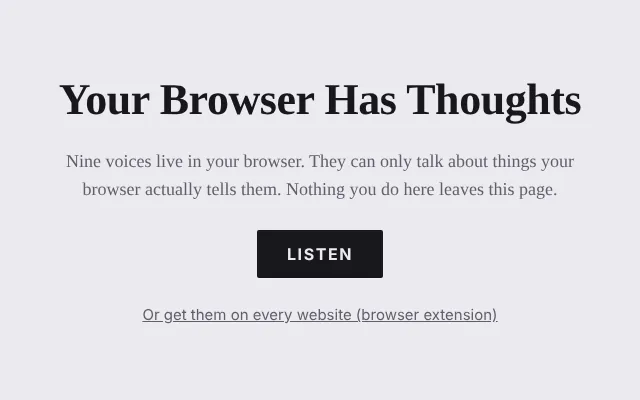 Your Browser Has Thoughts
Nine voices live in your browser. They can only talk about things your
browser actually tells them. Nothing you do here leaves this page.
LISTEN
Or get them on every website (browser extension)